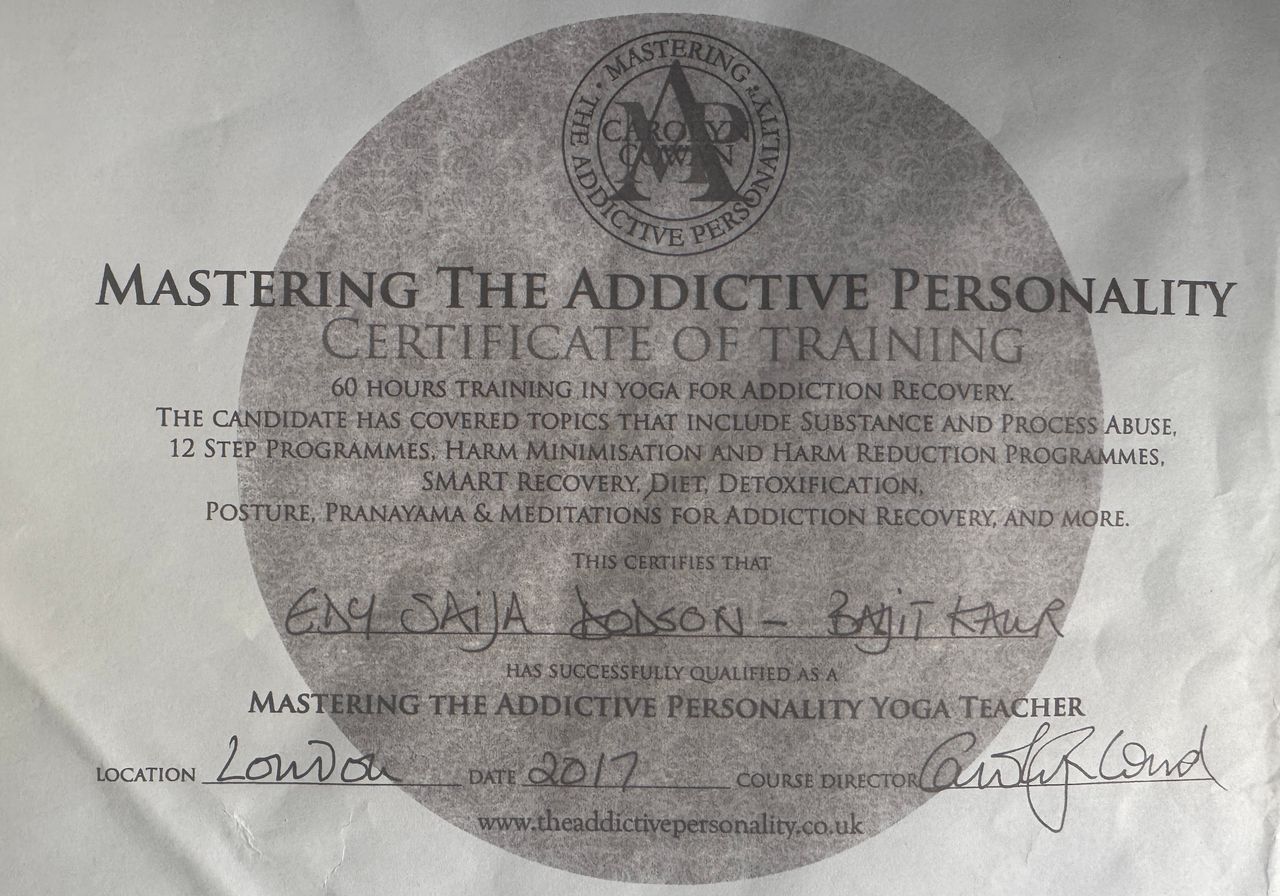 MASTERING THE ADDICTIVE PERSONALITY
CAROLYN
COWAN
MAP
MASTERING THE ADDICTIVE PERSONALITY
CERTIFICATE OF TRAINING
60 HOURS TRAINING IN YOGA FOR ADDICTION RECOVERY.
THE CANDIDATE HAS COVERED TOPICS THAT INCLUDE SUBSTANCE AND PROCESS ABUSE,
12 STEP PROGRAMMES, HARM MINIMISATION AND HARM REDUCTION PROGRAMMES,
SMART RECOVERY, DIET, DETOXIFICATION,
POSTURE, PRANAYAMA & MEDITATIONS FOR ADDICTION RECOVERY, AND MORE.
THIS CERTIFIES THAT
EDY SAIJA DODSON – BALJIT KAUR
HAS SUCCESSFULLY QUALIFIED AS A
MASTERING THE ADDICTIVE PERSONALITY YOGA TEACHER
LOCATION London DATE 2017 COURSE DIRECTOR
www.theaddictivepersonality.co.uk